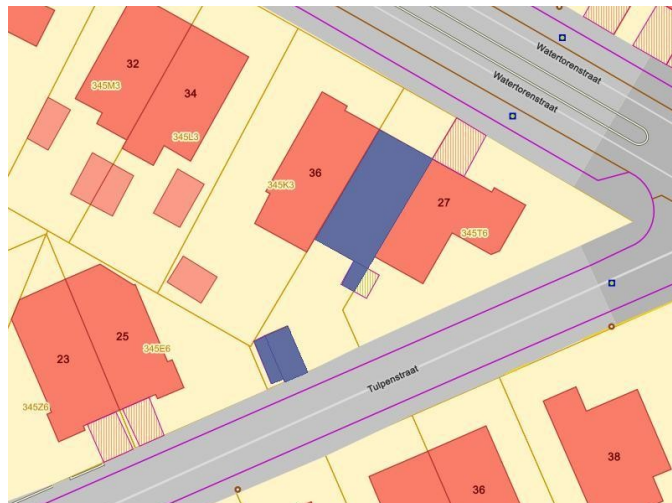 Watertorenstraat
Watertorenstraat
32
345M3
34
345L3
36
345K3
27
345T6
25
345E6
23
345Z6
Tulpenstraat
38
36